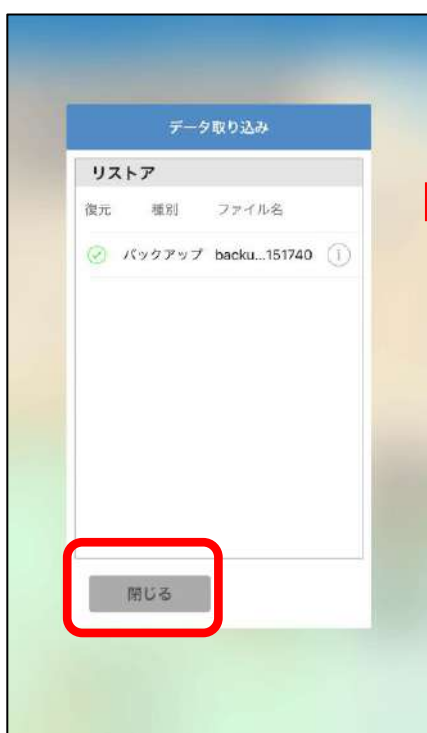 データ取り込み
リストア
復元 種別 ファイル名
バックアップ backu...151740
閉じる